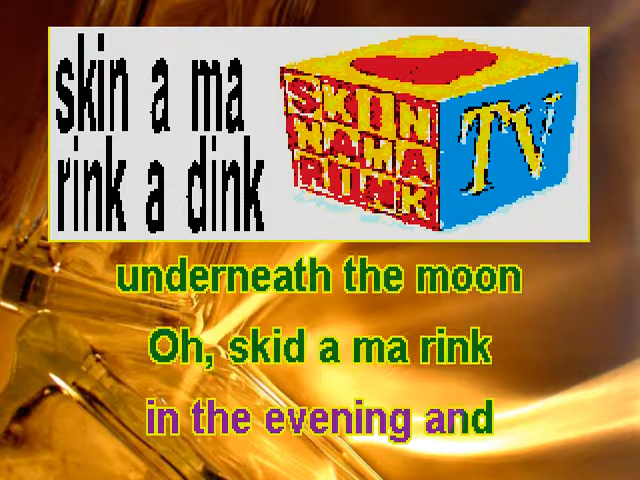 skin a ma
rink a dink
SKIN
NAMA
RINK
TV
underneath the moon
Oh, skid a ma rink
in the evening and